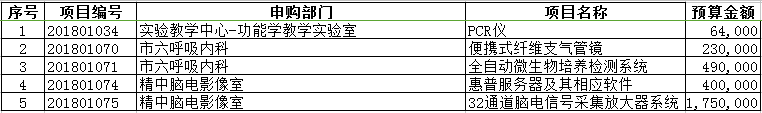 序号 项目编号 申购部门 项目名称 预算金额
1 201801034 实验教学中心-功能学教学实验室 PCR仪 64,000
2 201801070 市六呼吸内科 便携式纤维支气管镜 230,000
3 201801071 市六呼吸内科 全自动微生物培养检测系统 490,000
4 201801074 精中脑电影像室 惠普服务器及其相应软件 400,000
5 201801075 精中脑电影像室 32通道脑电信号采集放大器系统 1,750,000